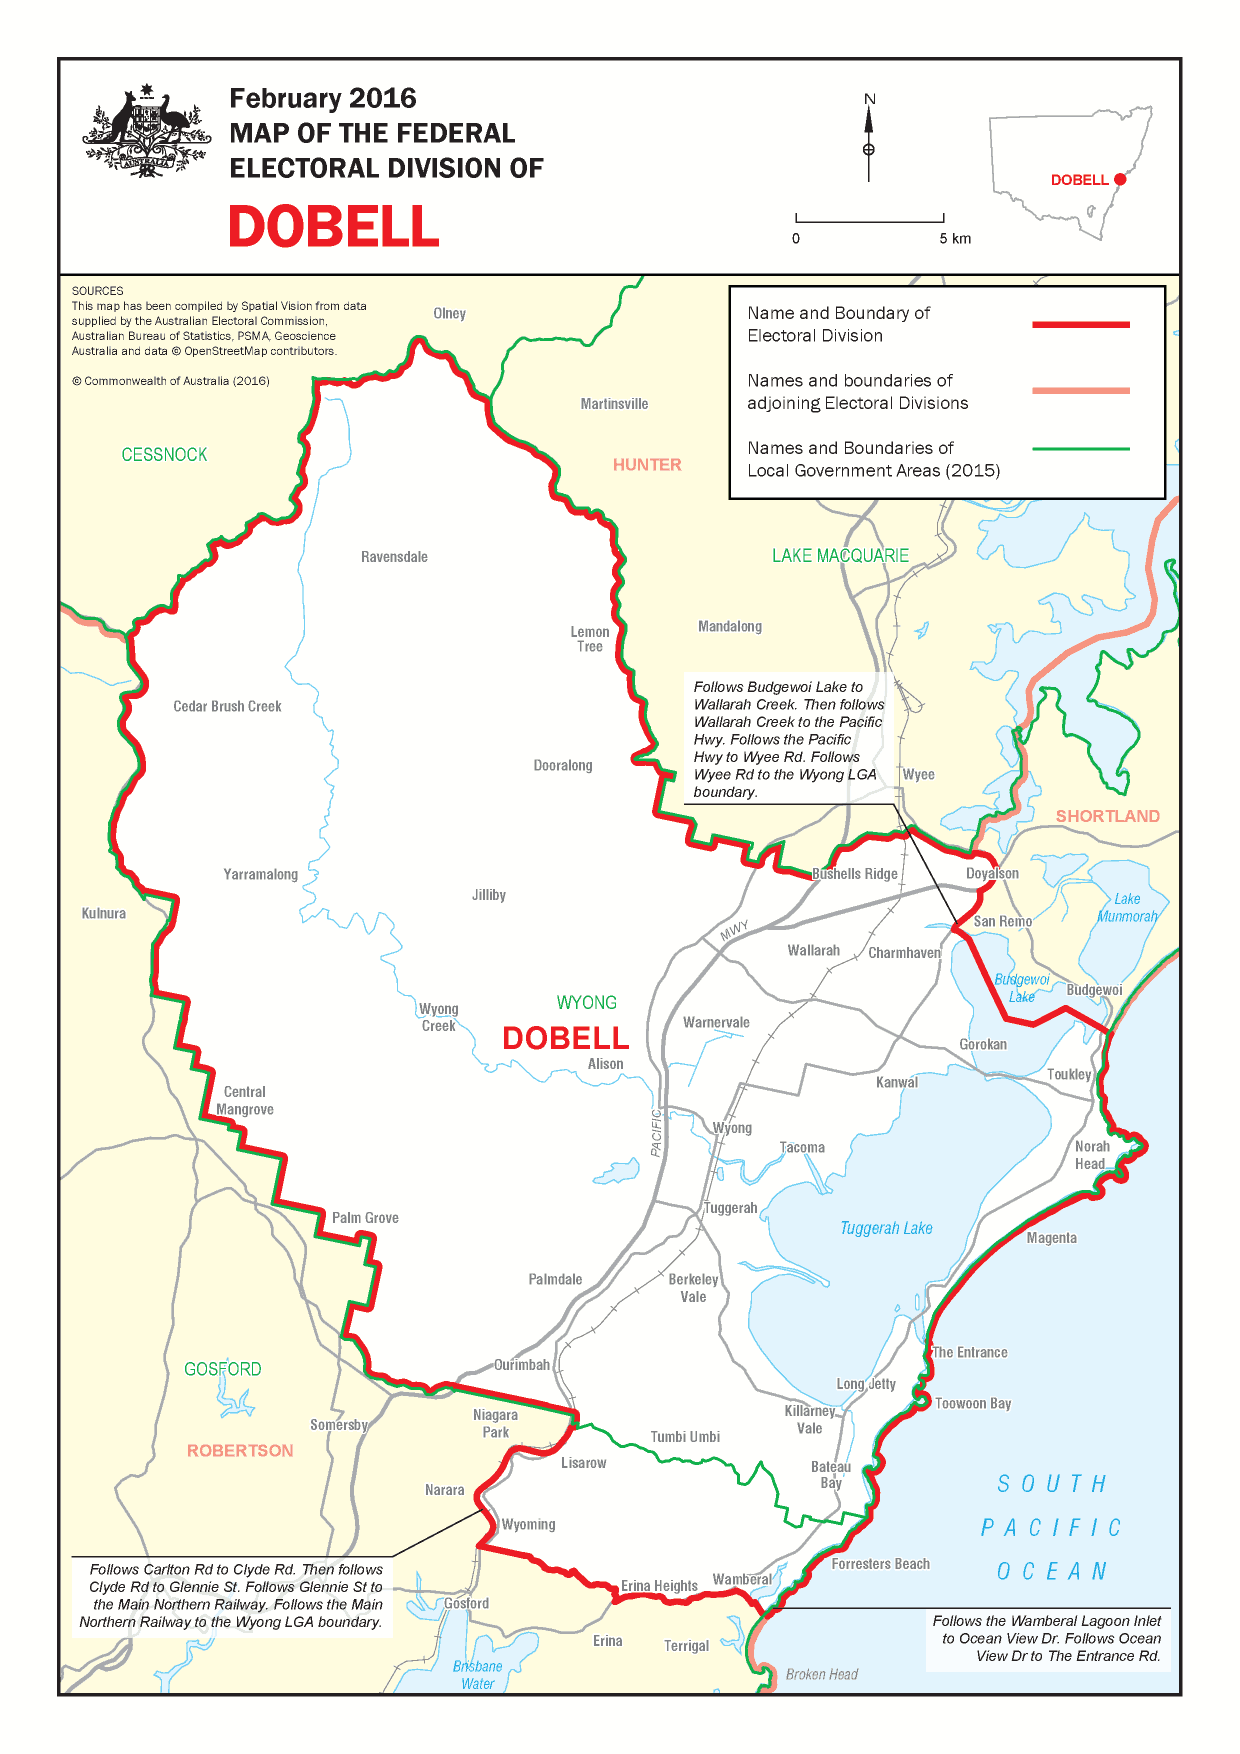 February 2016
MAP OF THE FEDERAL
ELECTORAL DIVISION OF
DOBELL
AUSTRALIA
N
0 5 km
DOBELL
SOURCES
This map has been compiled by Spatial Vision from data
supplied by the Australian Electoral Commission,
Australian Bureau of Statistics, PSMA, Geoscience
Australia and data © OpenStreetMap contributors.
© Commonwealth of Australia (2016)
Name and Boundary of
Electoral Division
Names and boundaries of
adjoining Electoral Divisions
Names and Boundaries of
Local Government Areas (2015)
Olney
Martinsville
CESSNOCK
HUNTER
Ravensdale
LAKE MACQUARIE
Lemon
Tree
Mandalong
Cedar Brush Creek
Follows Budgewoi Lake to
Wallarah Creek. Then follows
Wallarah Creek to the Pacific
Hwy. Follows the Pacific
Hwy to Wyee Rd. Follows
Wyee Rd to the Wyong LGA
boundary.
Dooralong
Wyee
SHORTLAND
Yarramalong
Bushells Ridge
Doyalson
Jilliby
Lake
Munmorah
Kulnura
San Remo
MWY
Wallarah
Charmhaven
Budgewoi
Lake
Budgewoi
Wyong
Creek
WYONG
DOBELL
Warnervale
Gorokan
Alison
Toukley
Kanwal
Central
Mangrove
PACIFIC
Wyong
Tacoma
Norah
Head
Tuggerah
Palm Grove
Tuggerah Lake
Magenta
Palmdale
Berkeley
Vale
The Entrance
Ourimbah
GOSFORD
Long Jetty
Toowoon Bay
Killarney
Vale
Niagara
Park
Somersby
Tumbi Umbi
ROBERTSON
Lisarow
Bateau
Bay
Narara
SOUTH
PACIFIC
OCEAN
Wyoming
Forresters Beach
Follows Carlton Rd to Clyde Rd. Then follows
Clyde Rd to Glennie St. Follows Glennie St to
the Main Northern Railway. Follows the Main
Northern Railway to the Wyong LGA boundary.
Erina Heights
Wamberal
Gosford
Follows the Wamberal Lagoon Inlet
to Ocean View Dr. Follows Ocean
View Dr to The Entrance Rd.
Erina
Terrigal
Brisbane
Water
Broken Head